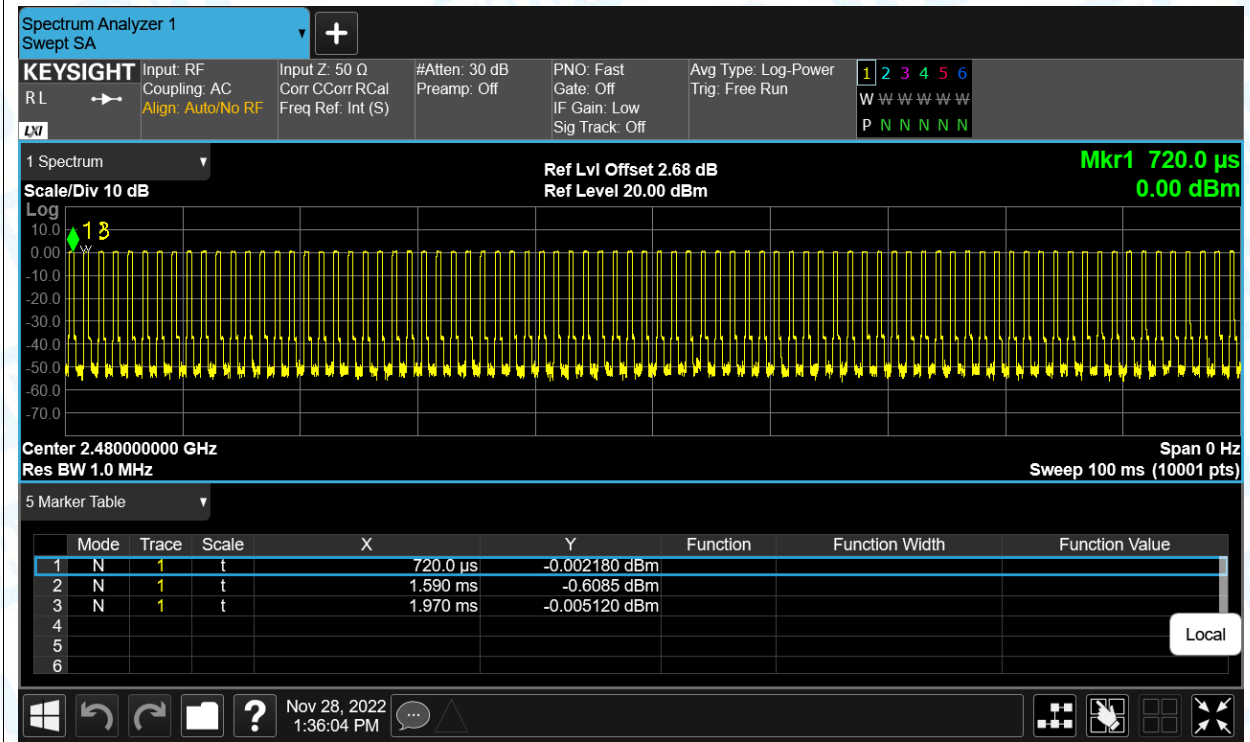 Spectrum Analyzer 1
Swept SA
KEYSIGHT
R L
LXI
Input: RF
Coupling: AC
Align: Auto/No RF
Input Z: 50 Ω
Corr CCorr RCal
Freq Ref: Int (S)
#Atten: 30 dB
Preamp: Off
PNO: Fast
Gate: Off
IF Gain: Low
Sig Track: Off
Avg Type: Log-Power
Trig: Free Run
1 2 3 4 5 6
W W W W W W
P N N N N N
1 Spectrum
Scale/Div 10 dB
Ref Lvl Offset 2.68 dB
Ref Level 20.00 dBm
Mkr1 720.0 µs
0.00 dBm
Log
10.0
0.00
-10.0
-20.0
-30.0
-40.0
-50.0
-60.0
-70.0
1
Center 2.480000000 GHz
Res BW 1.0 MHz
Span 0 Hz
Sweep 100 ms (10001 pts)
5 Marker Table
Mode Trace Scale X Y Function Function Width Function Value
1 N 1 t 720.0 µs -0.002180 dBm
2 N 1 t 1.590 ms -0.6085 dBm
3 N 1 t 1.970 ms -0.005120 dBm
4
5
6
Local
?
Nov 28, 2022
1:36:04 PM